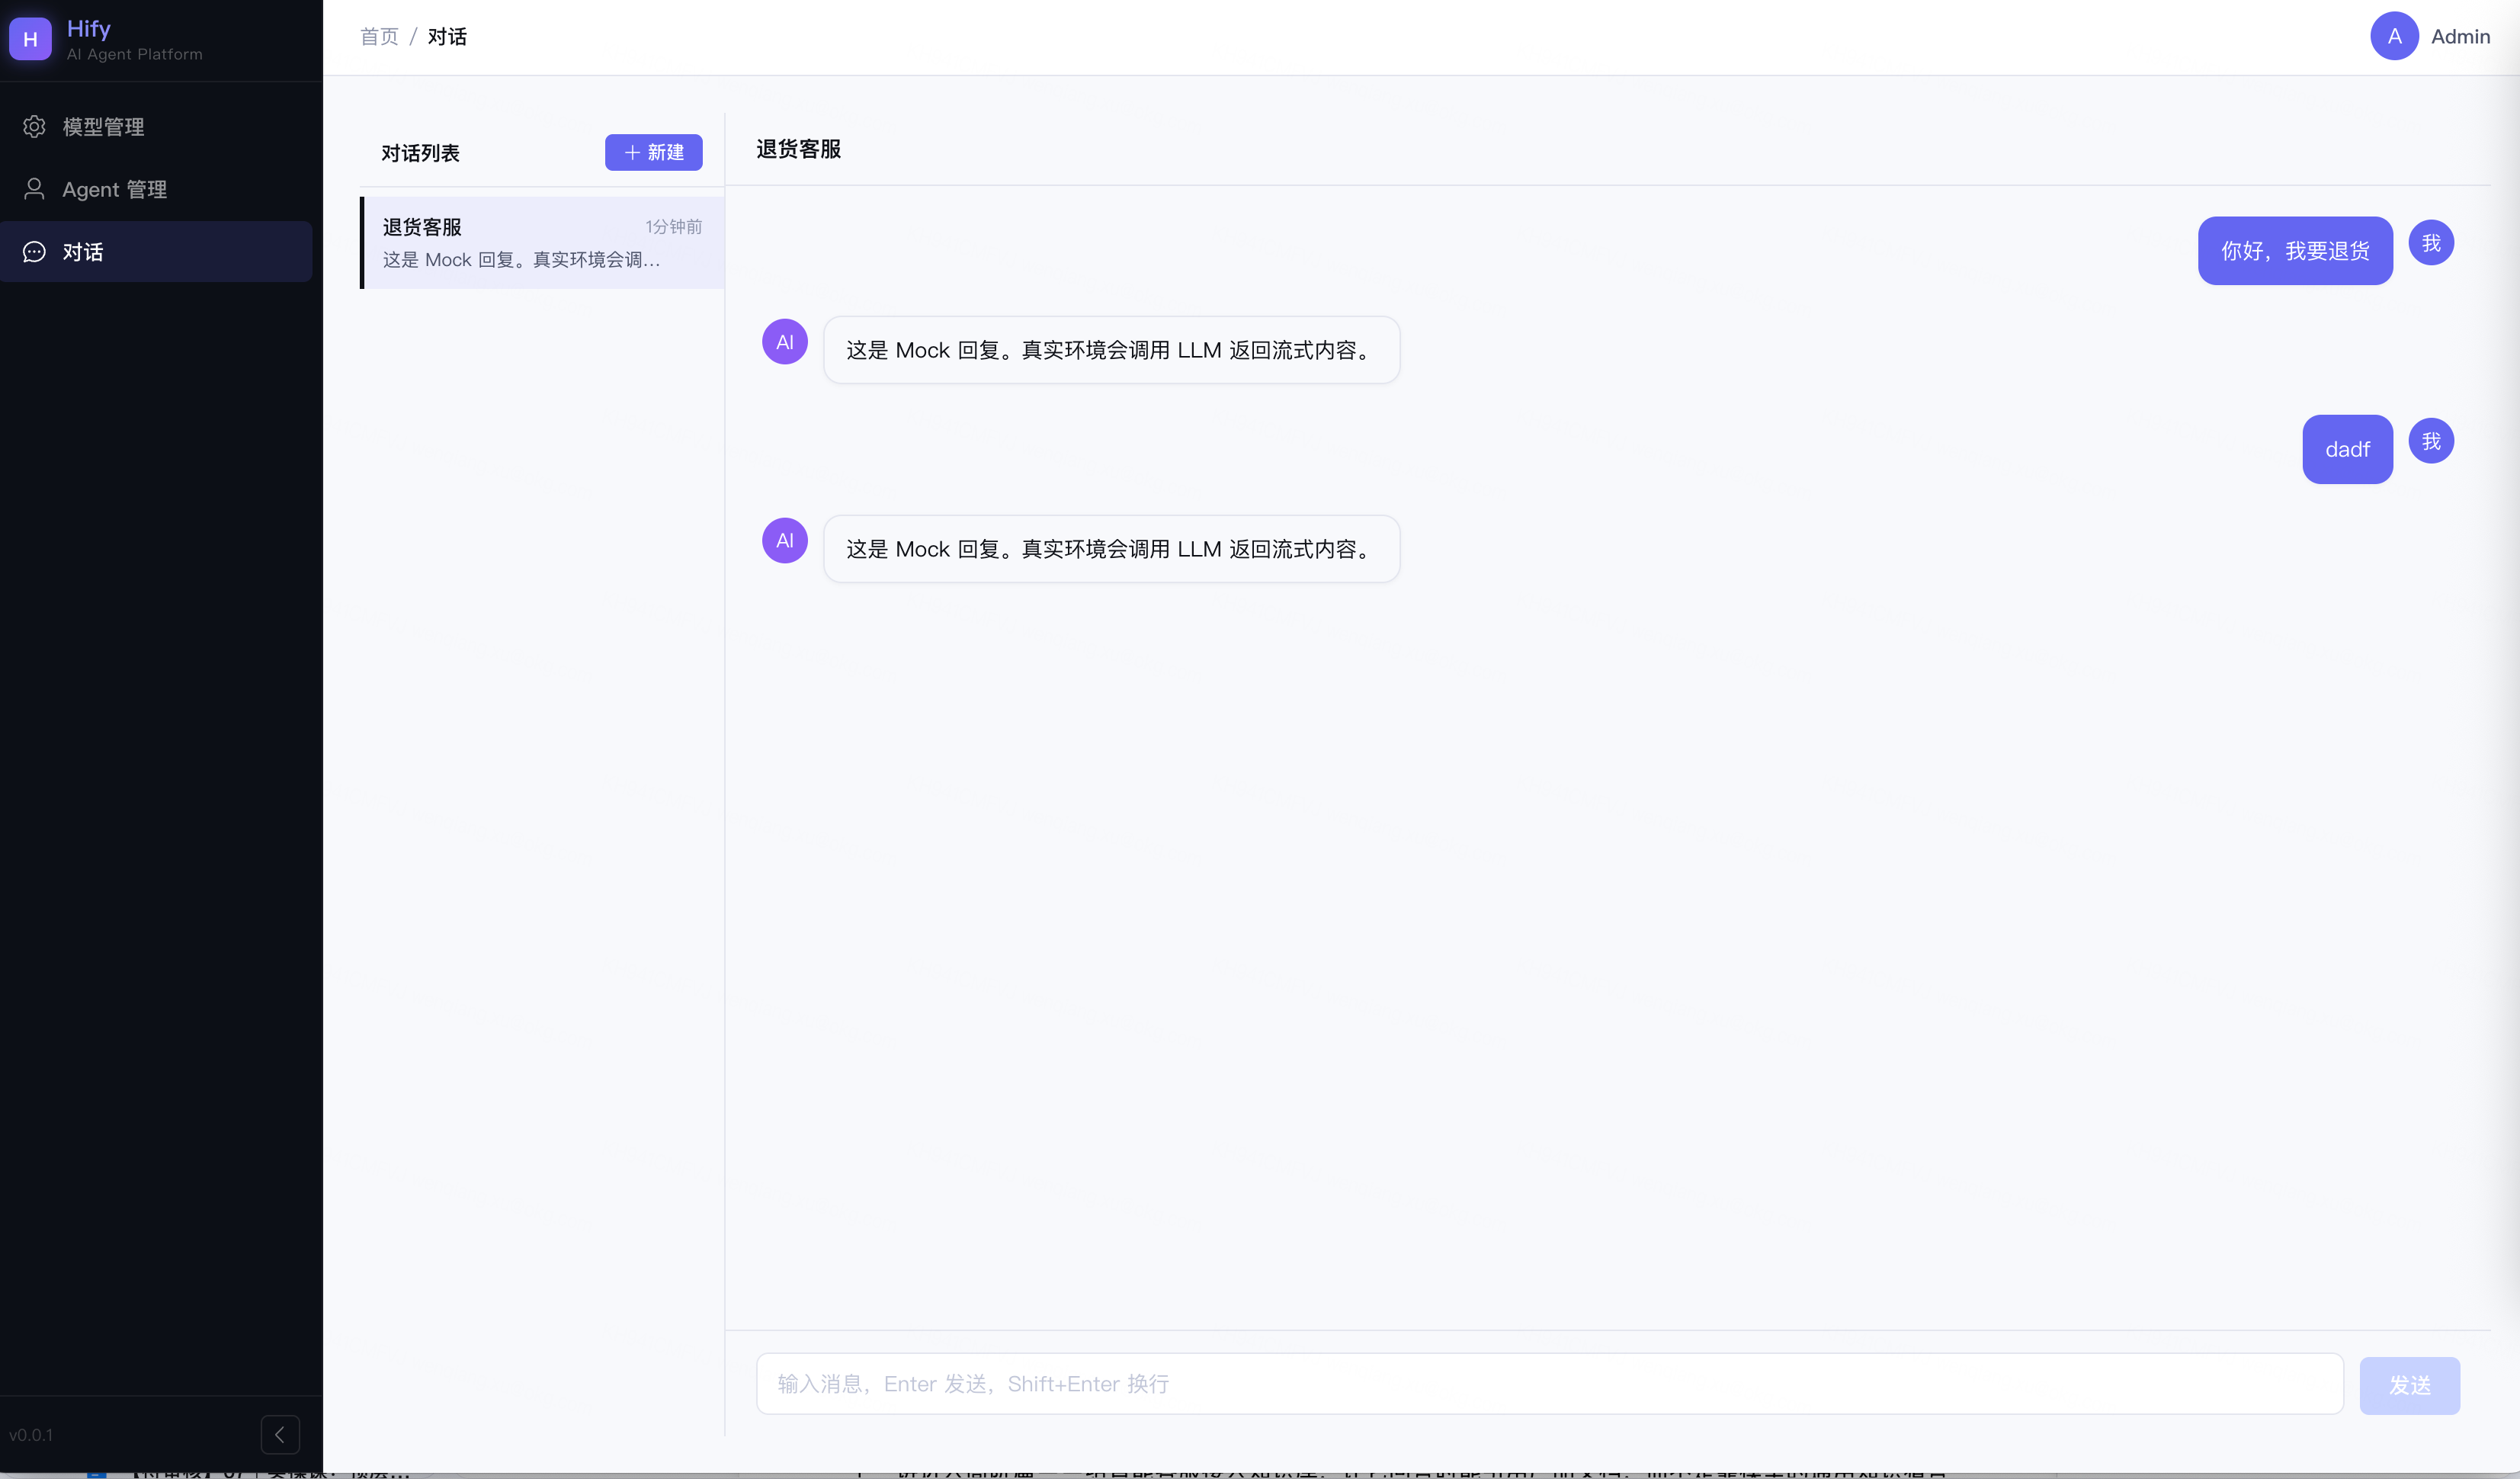 H
Hify
AI Agent Platform
模型管理
Agent 管理
对话
v0.0.1
首页 / 对话
A
Admin
对话列表
新建
退货客服
1分钟前
这是 Mock 回复。真实环境会调...
退货客服
你好，我要退货
我
AI
这是 Mock 回复。真实环境会调用 LLM 返回流式内容。
dadf
我
AI
这是 Mock 回复。真实环境会调用 LLM 返回流式内容。
输入消息，Enter 发送，Shift+Enter 换行
发送